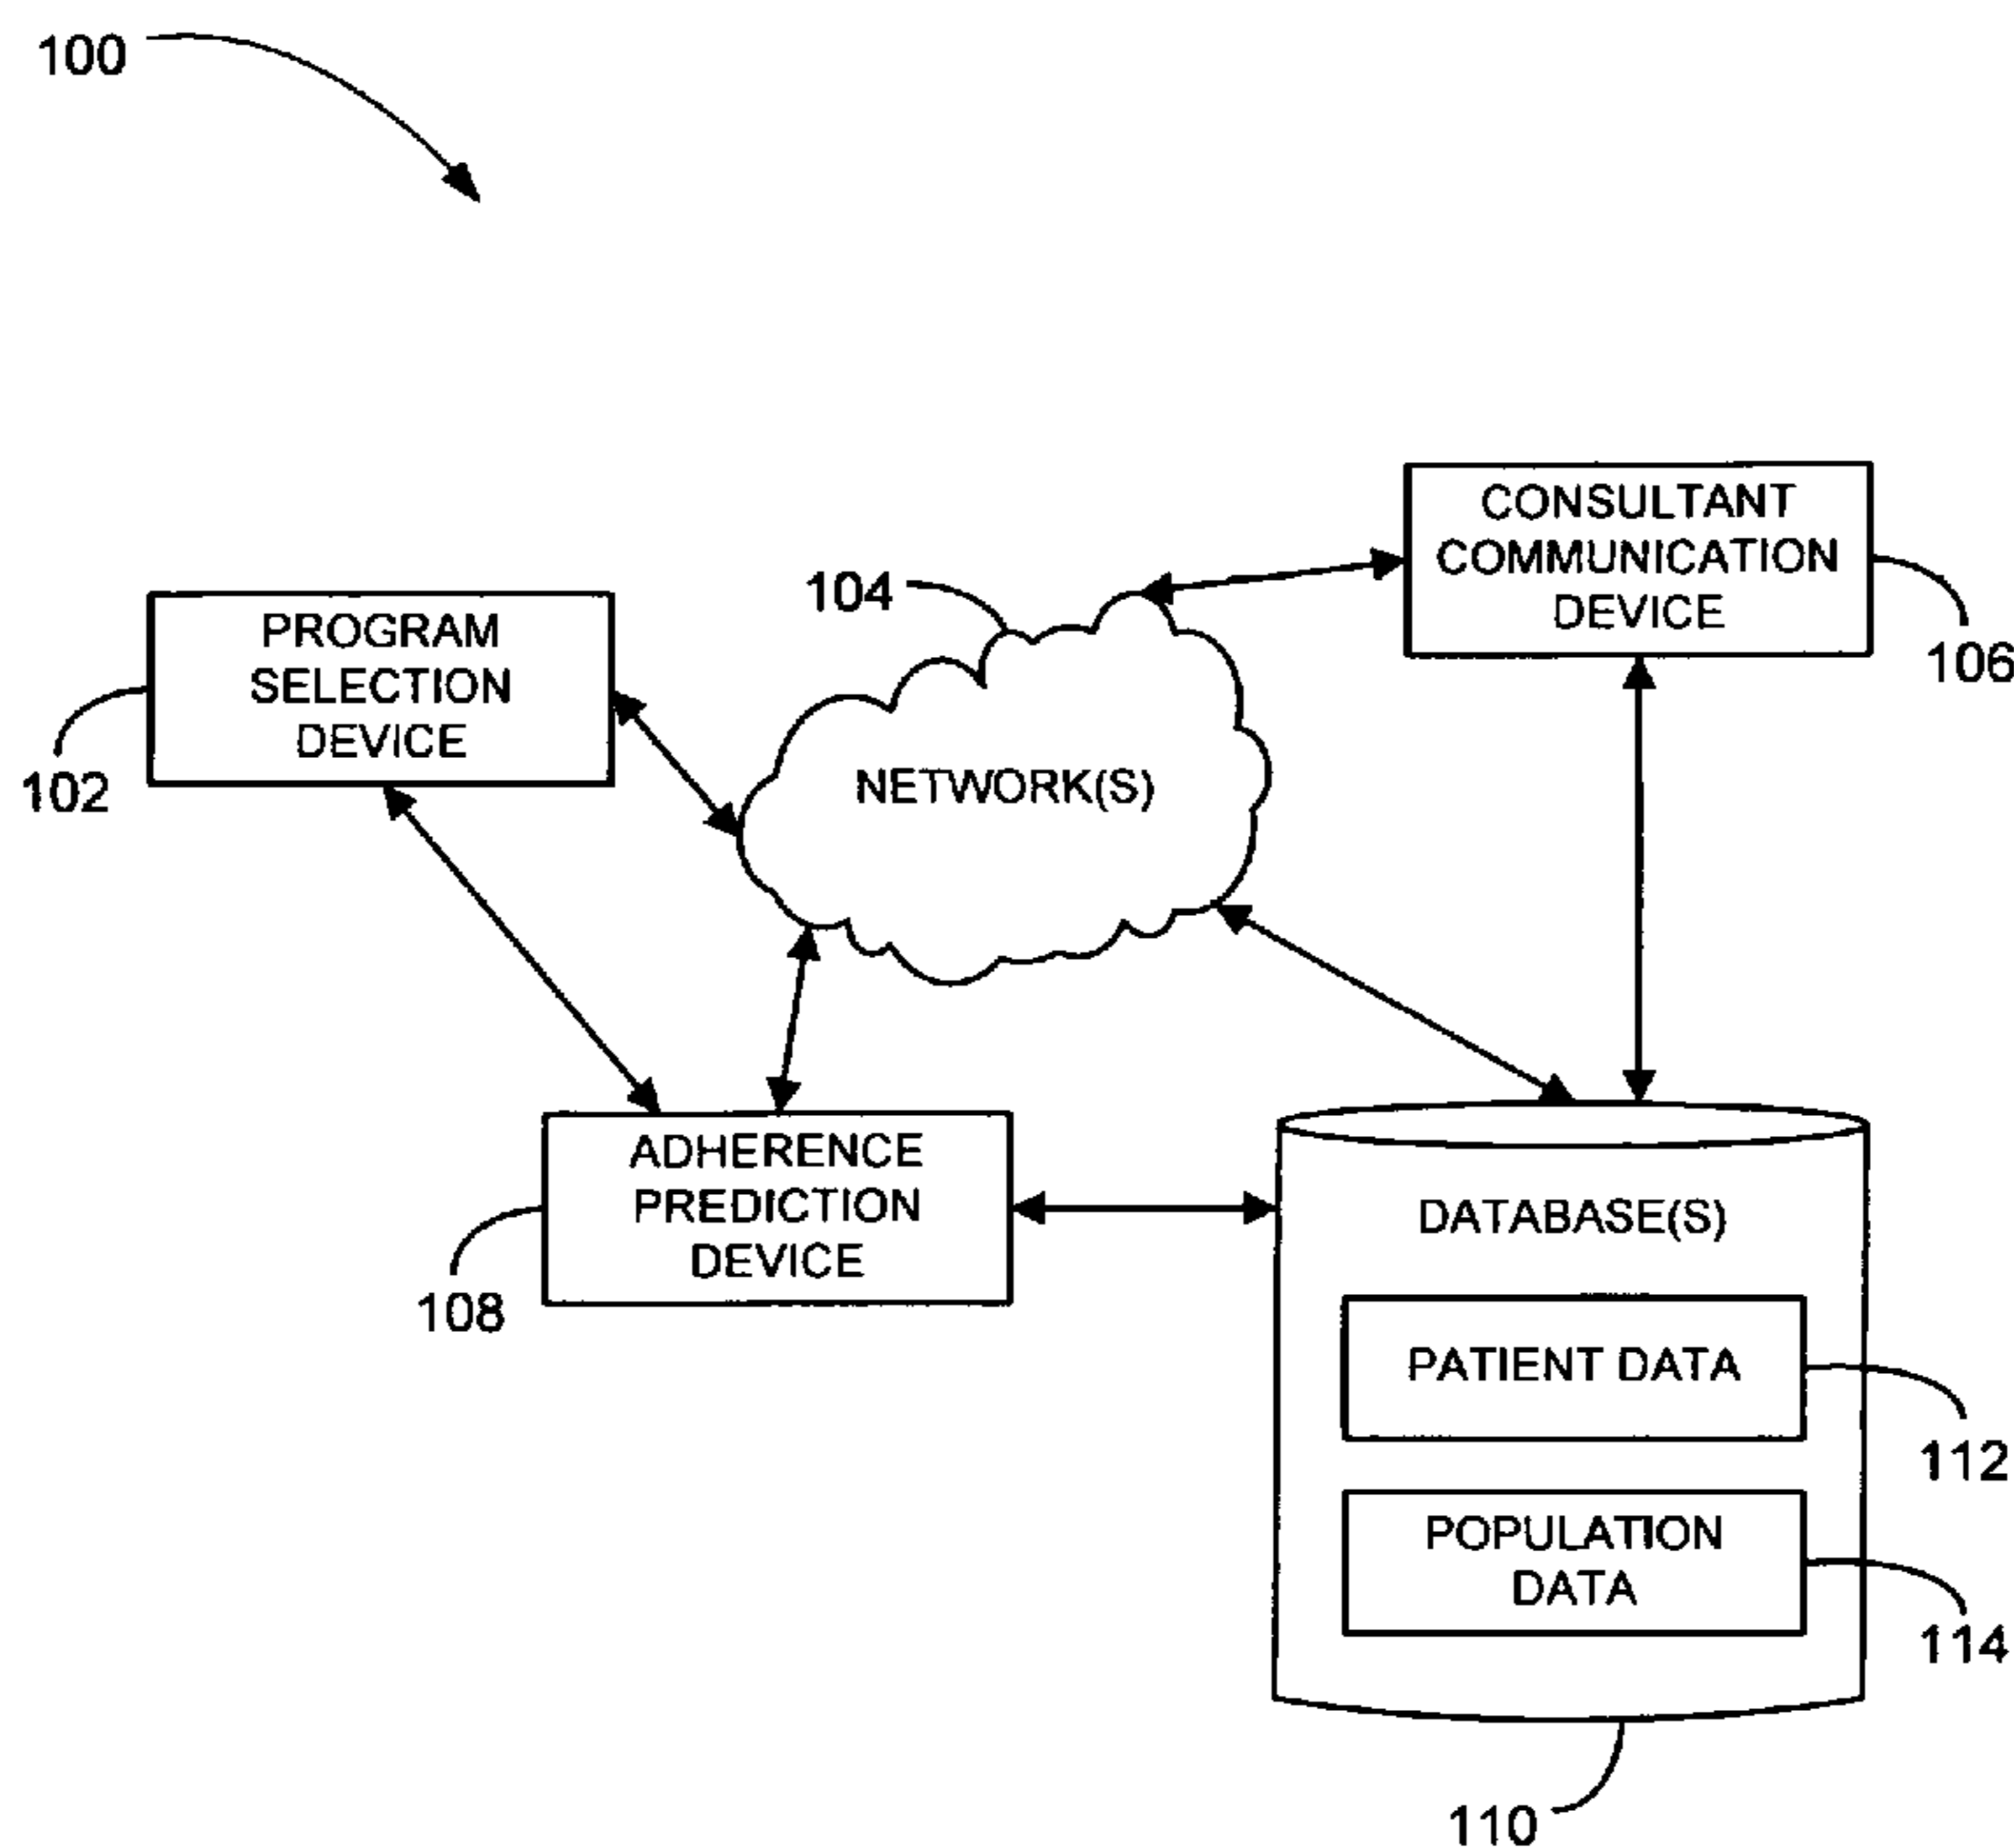 100
CONSULTANT
COMMUNICATION
DEVICE
106
104
PROGRAM
SELECTION
DEVICE
102
NETWORK(S)
ADHERENCE
PREDICTION
DEVICE
108
DATABASE(S)
PATIENT DATA
112
POPULATION
DATA
114
110